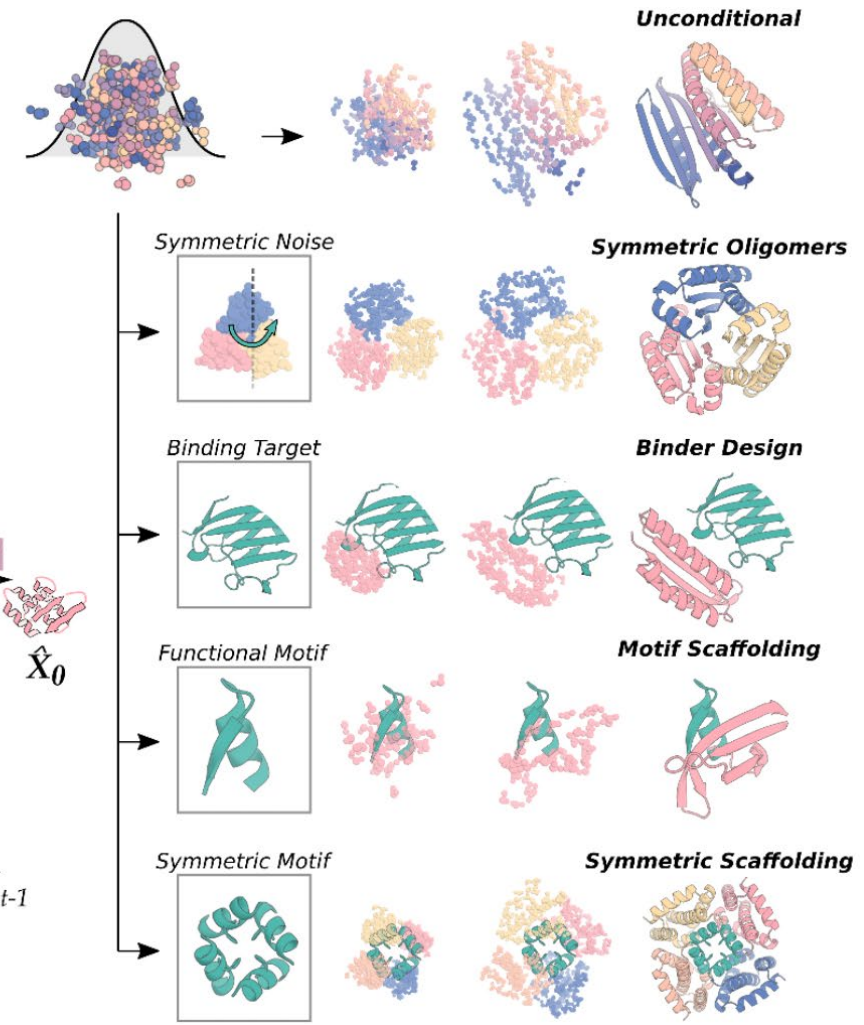 Unconditional
Symmetric Noise
Symmetric Oligomers
Binding Target
Binder Design
X̂0
Functional Motif
Motif Scaffolding
Symmetric Motif
Symmetric Scaffolding
t-1